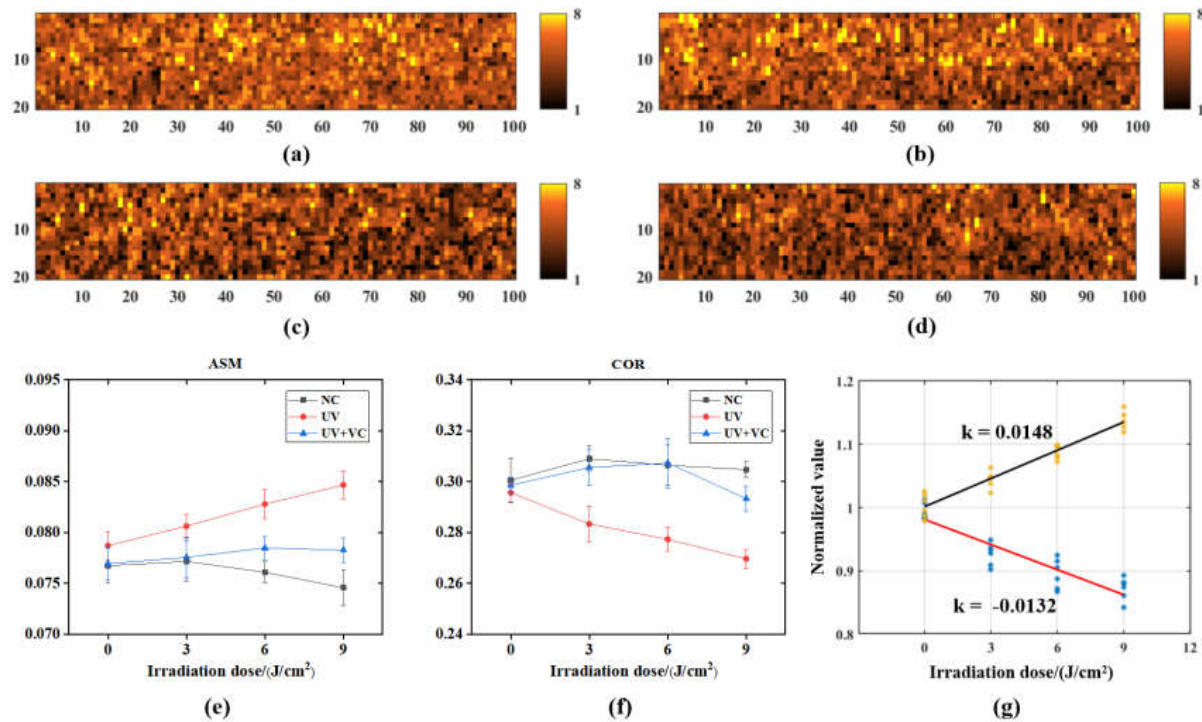 8
10
20
1
10 20 30 40 50 60 70 80 90 100
(a)
8
10
20
1
10 20 30 40 50 60 70 80 90 100
(b)
8
10
20
1
10 20 30 40 50 60 70 80 90 100
(c)
8
10
20
1
10 20 30 40 50 60 70 80 90 100
(d)
ASM
0.095
0.090
0.085
0.080
0.075
0.070
NC
UV
UV+VC
0 3 6 9
Irradiation dose/(J/cm²)
(e)
COR
0.34
0.32
0.30
0.28
0.26
0.24
NC
UV
UV+VC
0 3 6 9
Irradiation dose/(J/cm²)
(f)
Normalized value
1.2
1.1
1
0.9
0.8
k = 0.0148
k = -0.0132
0 3 6 9 12
Irradiation dose/(J/cm²)
(g)